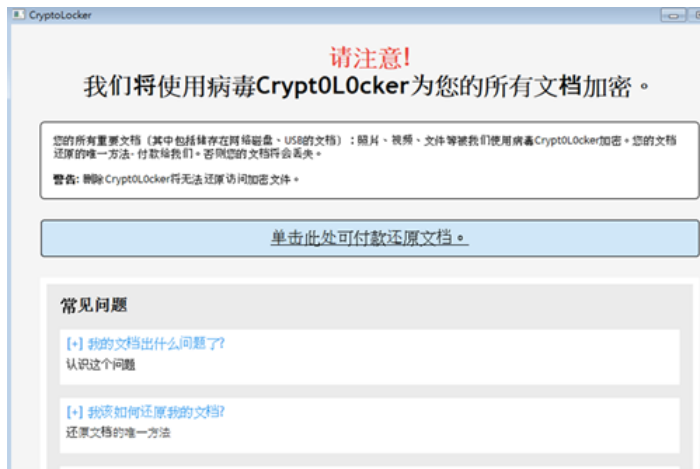 CryptoLocker
请注意!
我们将使用病毒Crypt0L0cker为您的所有文档加密。
您的所有重要文档（其中包括储存在网络磁盘、USB的文档）：照片、视频、文件等被我们使用病毒Crypt0L0cker加密。您的文档
还原的唯一方法-付款给我们。否则您的文档将会丢失。
警告: 删除Crypt0L0cker将无法还原访问加密文件。
单击此处可付款还原文档。
常见问题
[+] 我的文档出什么问题了?
认识这个问题
[+] 我该如何还原我的文档?
还原文档的唯一方法